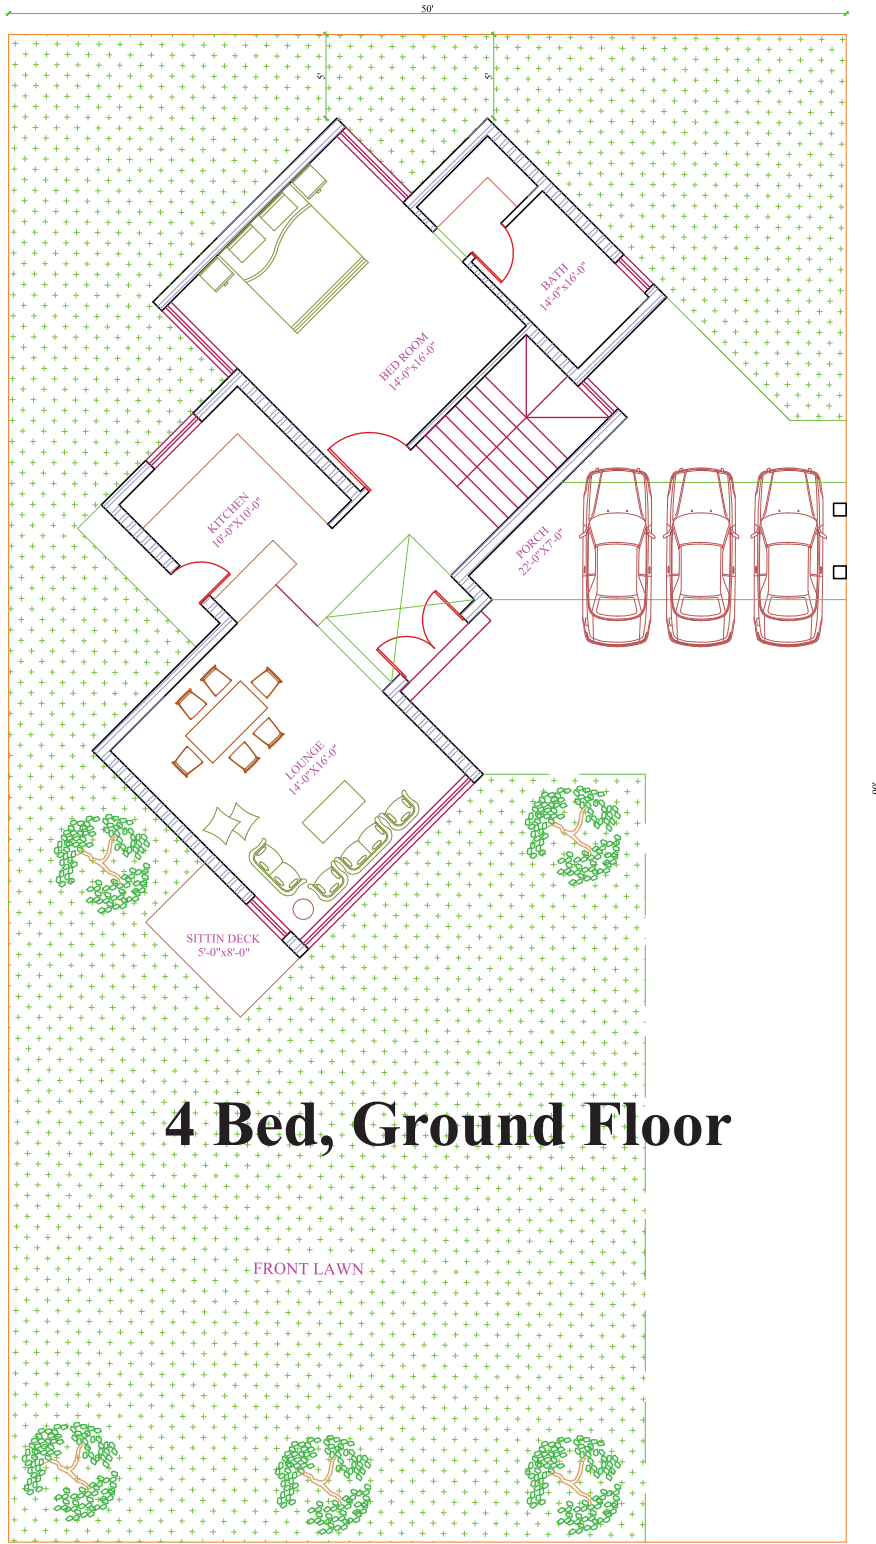 50'
5'
5'
BATH
14'-0"x16'-0"
BED ROOM
14'-0"x16'-0"
KITCHEN
10'-0"X10'-0"
PORCH
22'-0"X7'-0"
LOUNGE
14'-0"X16'-0"
SITTIN DECK
5'-0"x8'-0"
4 Bed, Ground Floor
FRONT LAWN